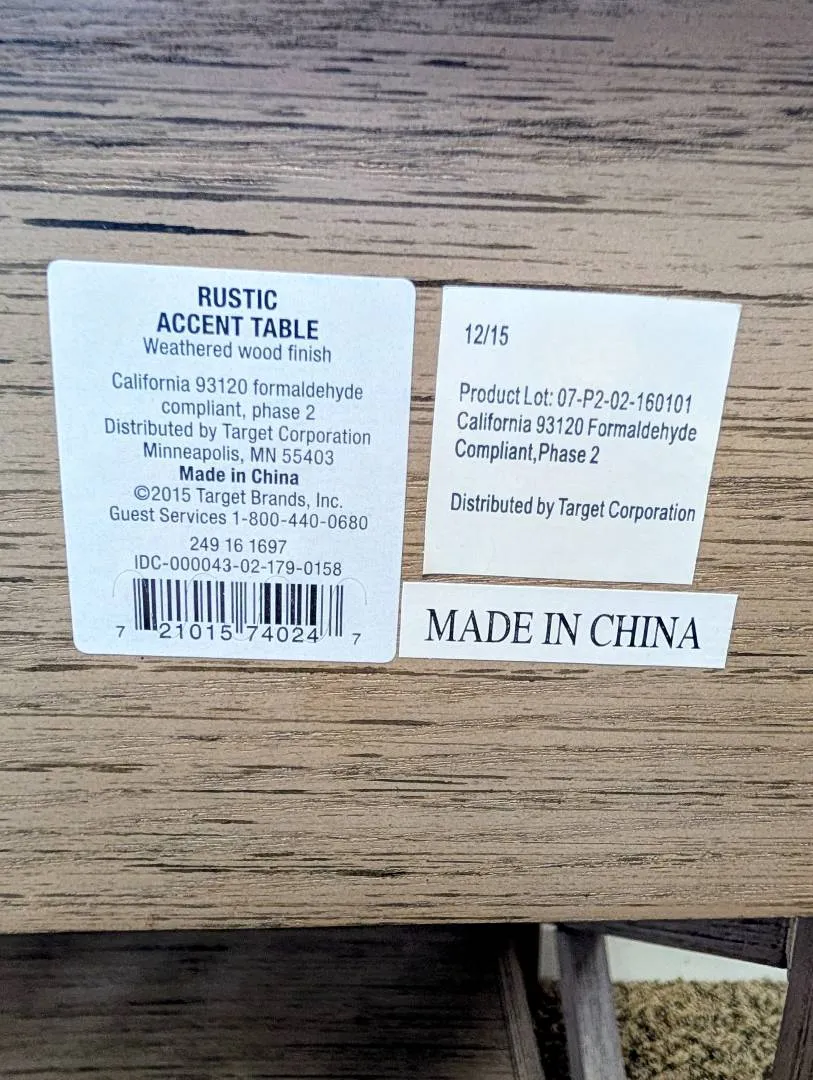 RUSTIC
ACCENT TABLE
Weathered wood finish
California 93120 formaldehyde
compliant, phase 2
Distributed by Target Corporation
Minneapolis, MN 55403
Made in China
©2015 Target Brands, Inc.
Guest Services 1-800-440-0680
249 16 1697
IDC-000043-02-179-0158
7 21015 74024 7
12/15
Product Lot: 07-P2-02-160101
California 93120 Formaldehyde
Compliant,Phase 2
Distributed by Target Corporation
MADE IN CHINA